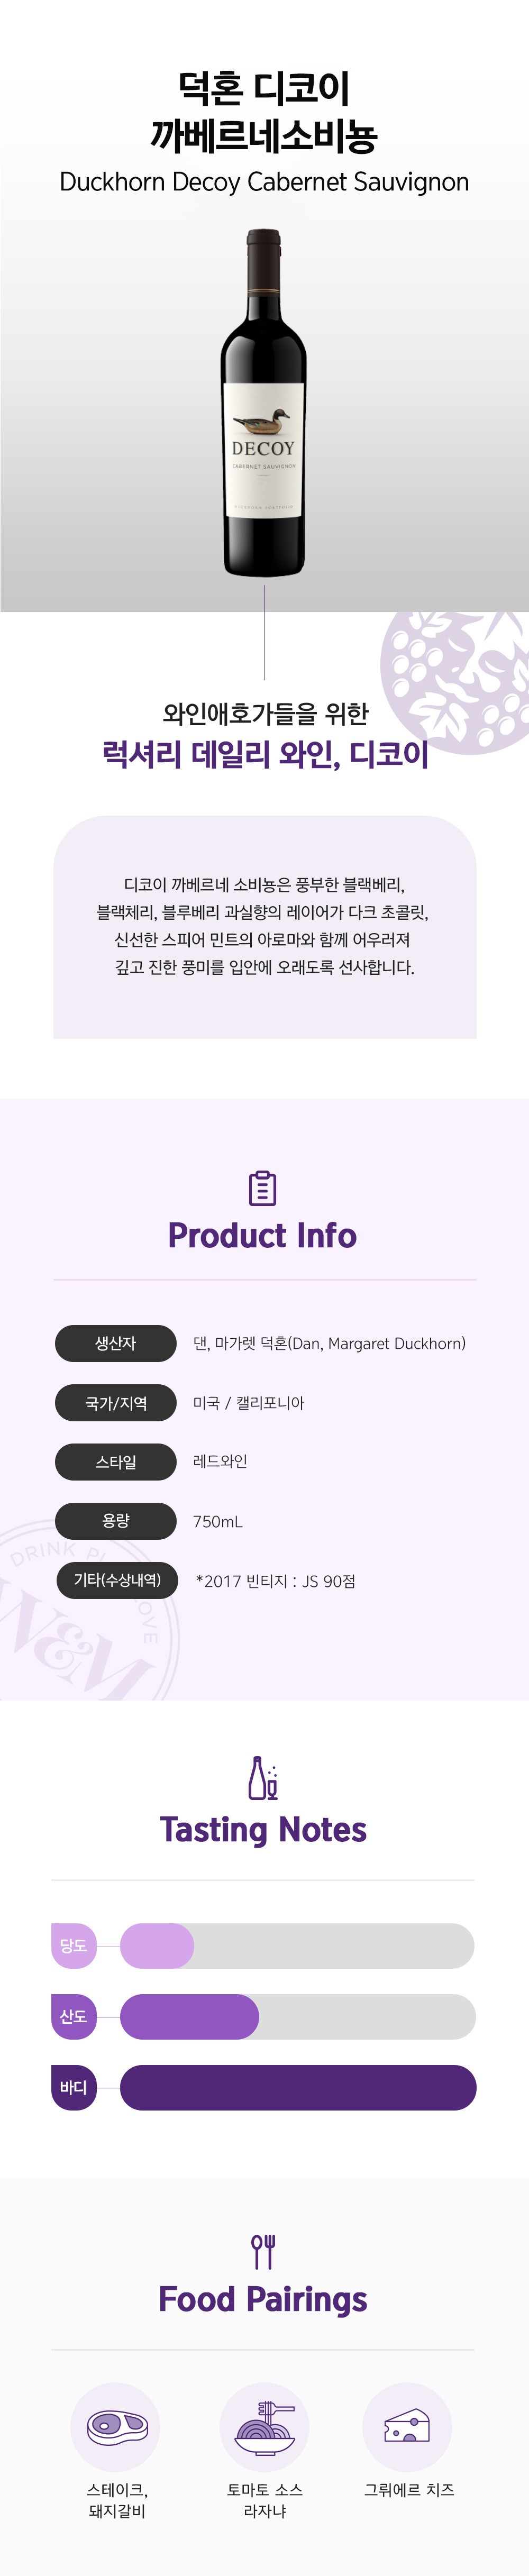 덕혼 디코이
까베르네소비뇽
Duckhorn Decoy Cabernet Sauvignon
DECOY
CABERNET SAUVIGNON
와인애호가들을 위한
럭셔리 데일리 와인, 디코이
디코이 까베르네 소비뇽은 풍부한 블랙베리,
블랙체리, 블루베리 과실향의 레이어가 다크 초콜릿,
신선한 스피어 민트의 아로마와 함께 어우러져
깊고 진한 풍미를 입안에 오래도록 선사합니다.
Product Info
생산자 댄, 마가렛 덕혼(Dan, Margaret Duckhorn)
국가/지역 미국 / 캘리포니아
스타일 레드와인
용량 750mL
기타(수상내역) *2017 빈티지 : JS 90점
DRINK
OVE
W&M
Tasting Notes
당도
산도
바디
Food Pairings
스테이크,
돼지갈비
토마토 소스
라자냐
그뤼에르 치즈